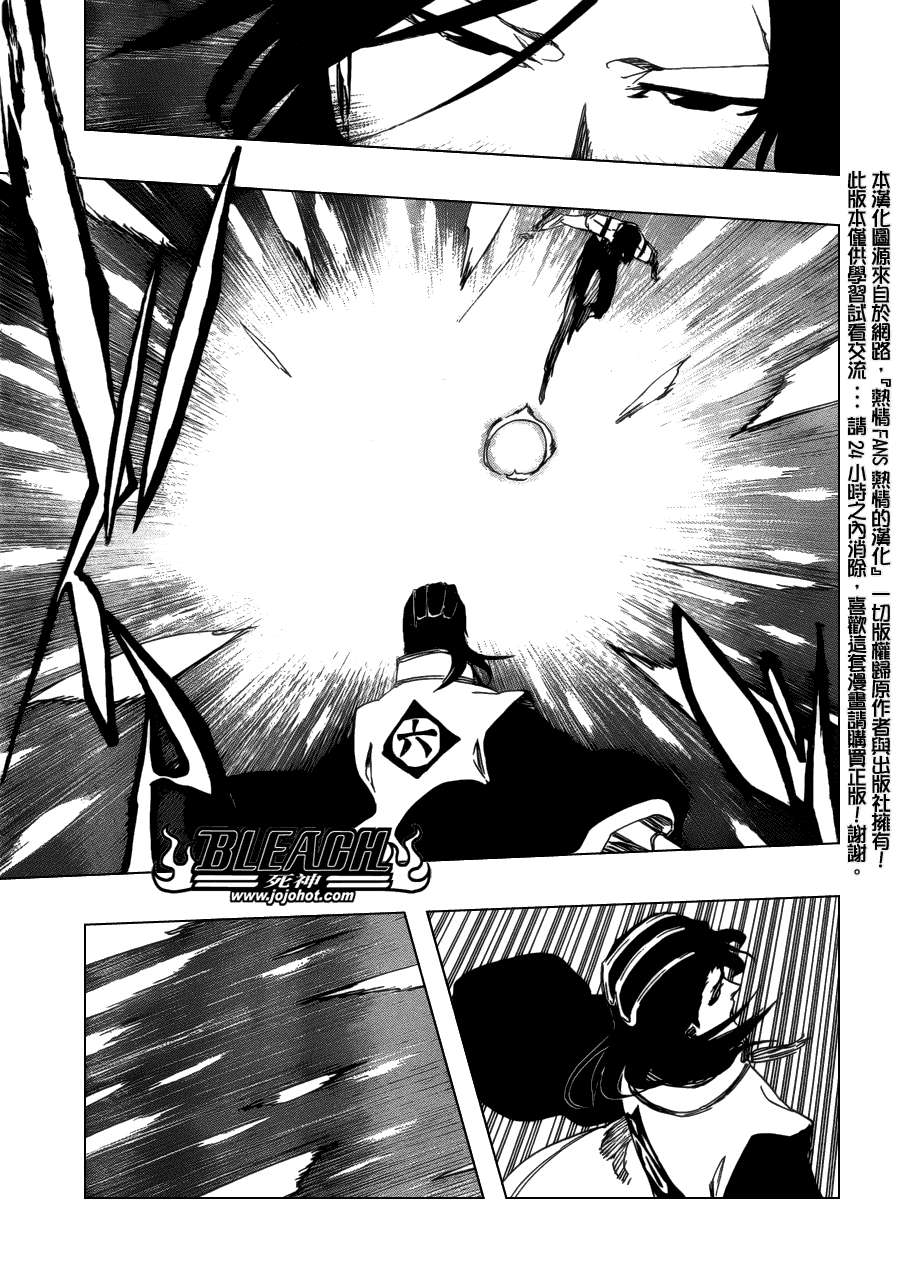 本漢化圖源來自於網路，『熱情FANS熱情的漢化』一切版權歸原作者與出版社擁有！
此版本僅供學習試看交流...請24小時之內消除，喜歡這套漫畫請購買正版！謝謝。
六
BLEACH
死神
www.jojohot.com